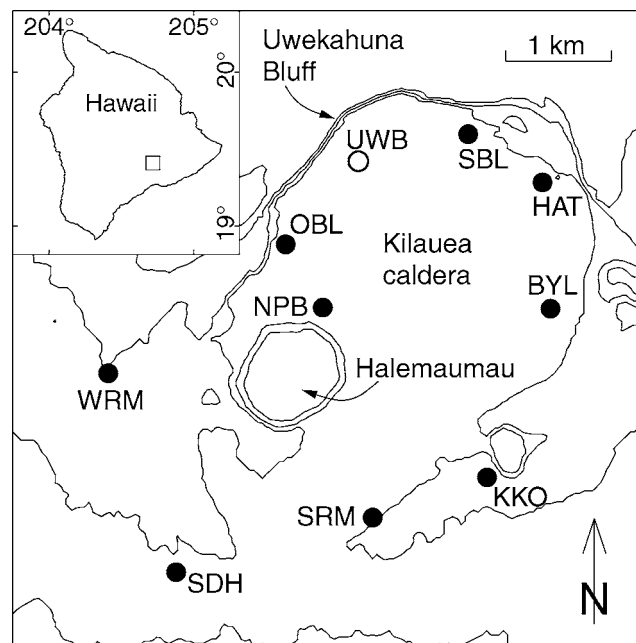 204°
205°
20°
19°
Hawaii
Uwekahuna
Bluff
1 km
UWB
SBL
HAT
OBL
Kilauea
caldera
NPB
BYL
Halemaumau
WRM
KKO
SRM
SDH
N